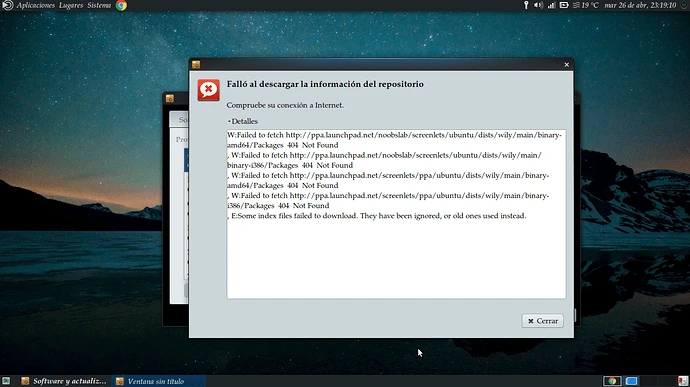 Aplicaciones Lugares Sistema
19 °C mar 26 de abr, 23:19:10
Falló al descargar la información del repositorio
Compruebe su conexión a Internet.
Detalles
W:Failed to fetch http://ppa.launchpad.net/noobslab/screenlets/ubuntu/dists/wily/main/binary-
amd64/Packages 404 Not Found
, W:Failed to fetch http://ppa.launchpad.net/noobslab/screenlets/ubuntu/dists/wily/main/
binary-i386/Packages 404 Not Found
, W:Failed to fetch http://ppa.launchpad.net/screenlets/ppa/ubuntu/dists/wily/main/binary-
amd64/Packages 404 Not Found
, W:Failed to fetch http://ppa.launchpad.net/screenlets/ppa/ubuntu/dists/wily/main/binary-
i386/Packages 404 Not Found
, E:Some index files failed to download. They have been ignored, or old ones used instead.
Cerrar
Software y actualiz...
Ventana sin título